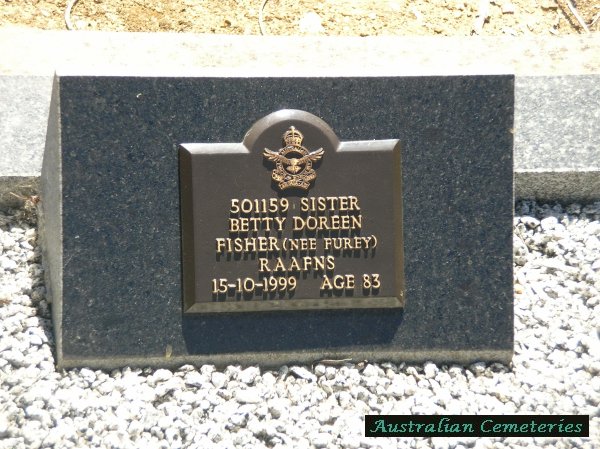 501159 SISTER
BETTY DOREEN
FISHER (NEE FUREY)
RAAFNS
15-10-1999 AGE 83
Australian Cemeteries